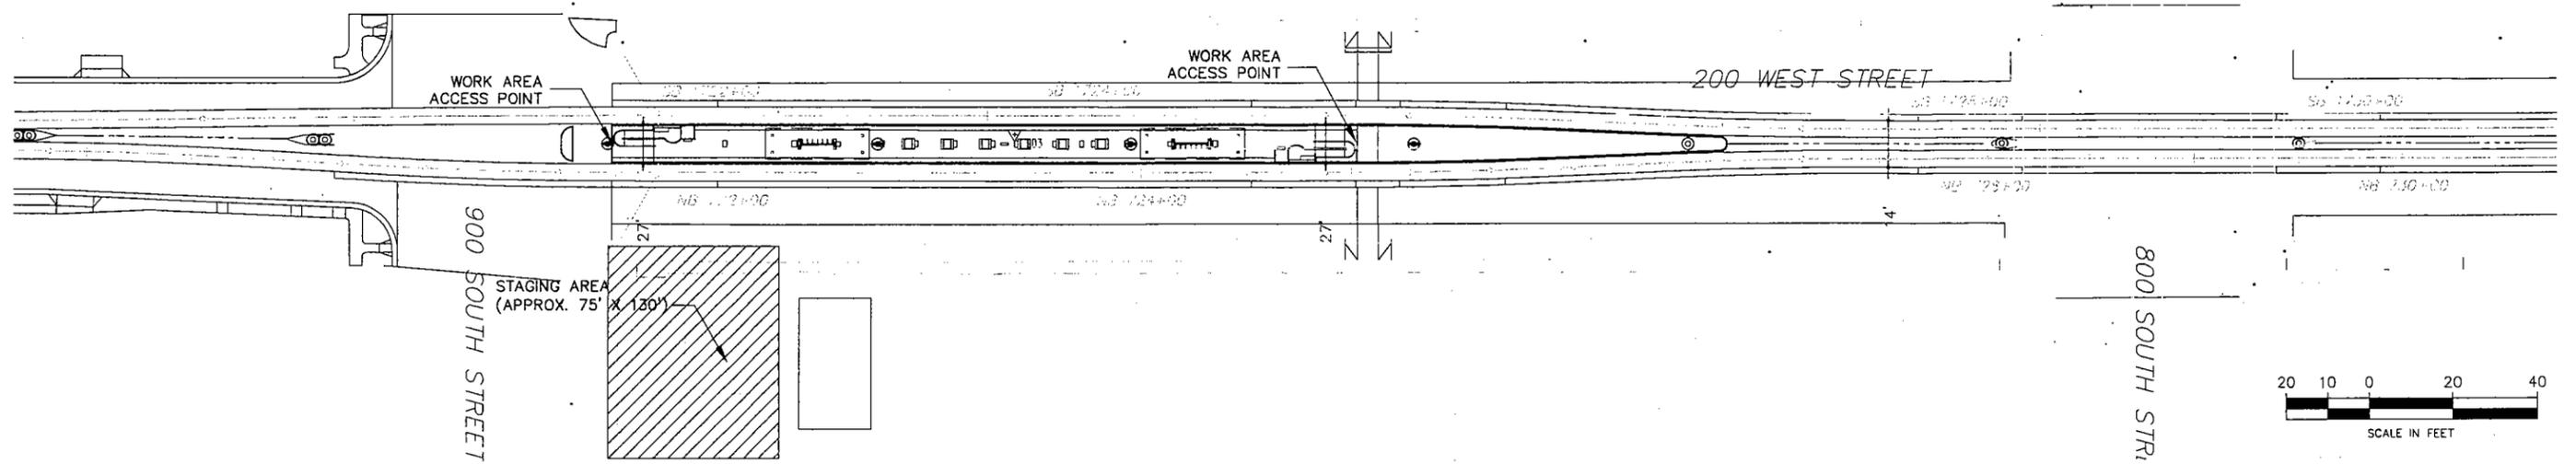 WORK AREA
ACCESS POINT
WORK AREA
ACCESS POINT
200 WEST STREET
27'
27'
4'
900 SOUTH STREET
STAGING AREA
(APPROX. 75' X 130')
800 SOUTH STR
20 10 0 20 40
SCALE IN FEET